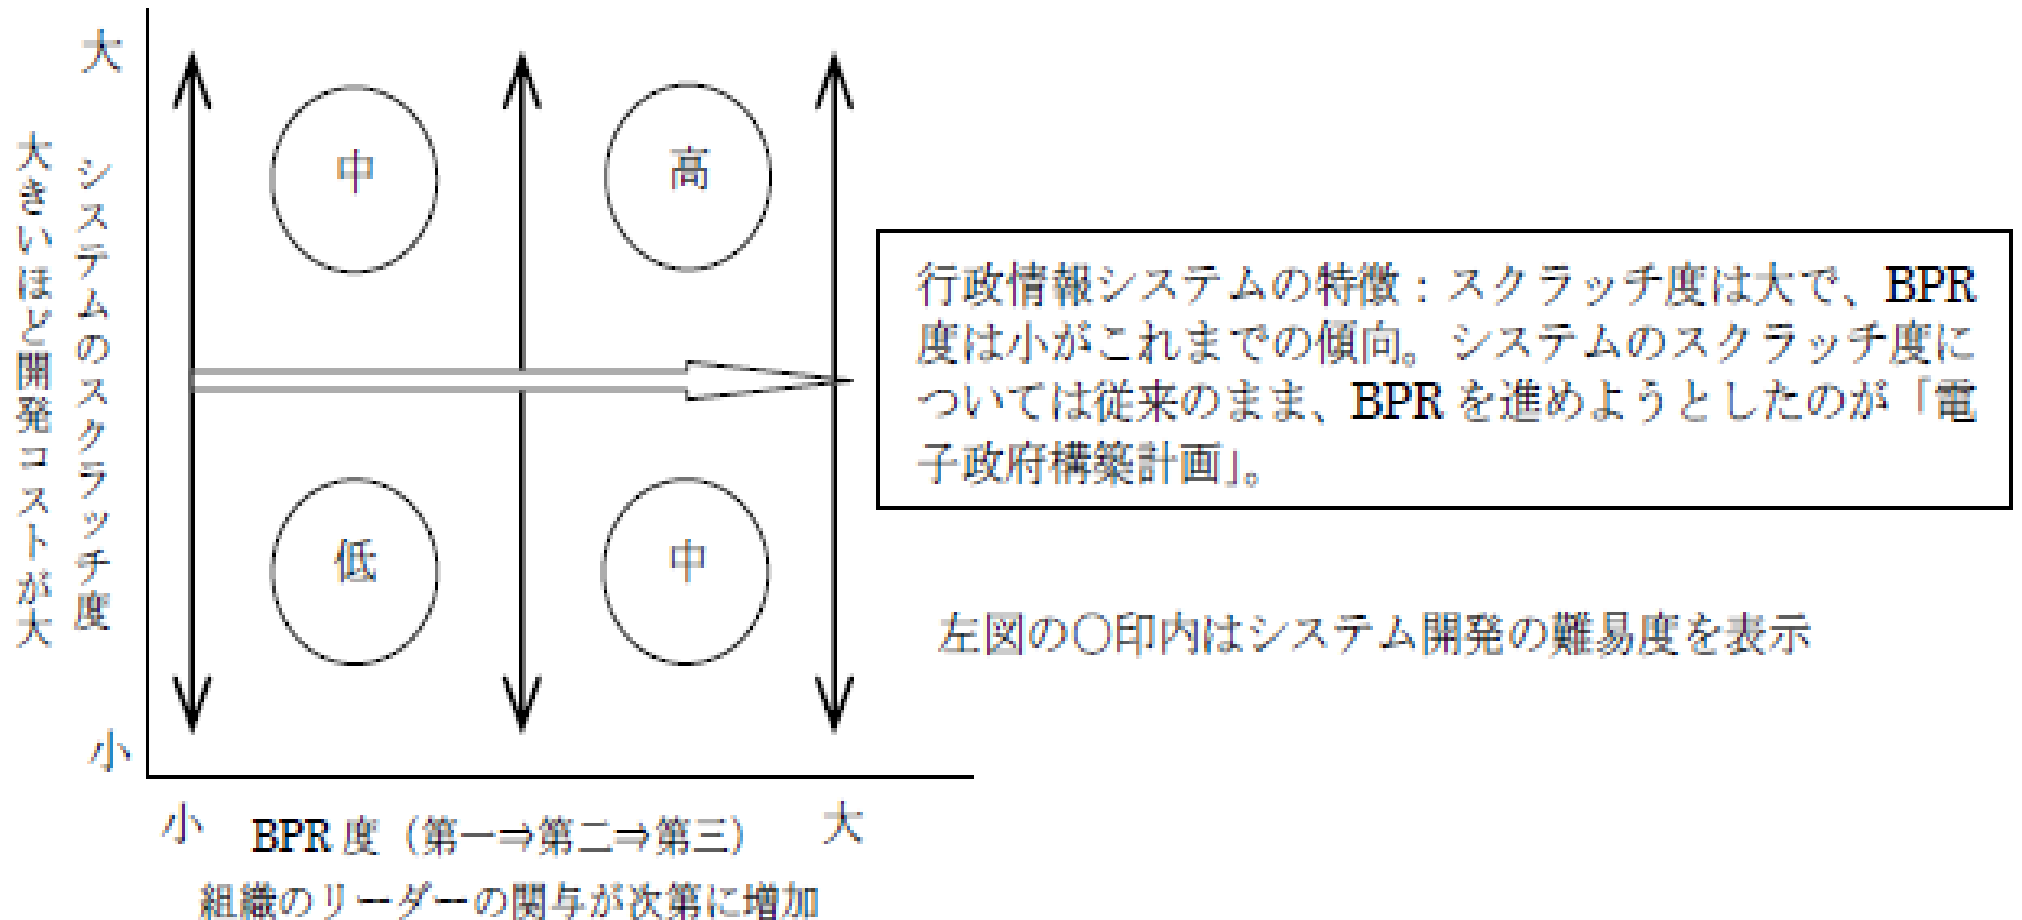 大
システムのスクラッチ度
大きいほど開発コストが大
小
中
高
低
中
行政情報システムの特徴：スクラッチ度は大で、BPR
度は小がこれまでの傾向。システムのスクラッチ度に
ついては従来のまま、BPR を進めようとしたのが「電
子政府構築計画」。
左図の〇印内はシステム開発の難易度を表示
小
BPR 度（第一⇒第二⇒第三）
大
組織のリーダーの関与が次第に増加